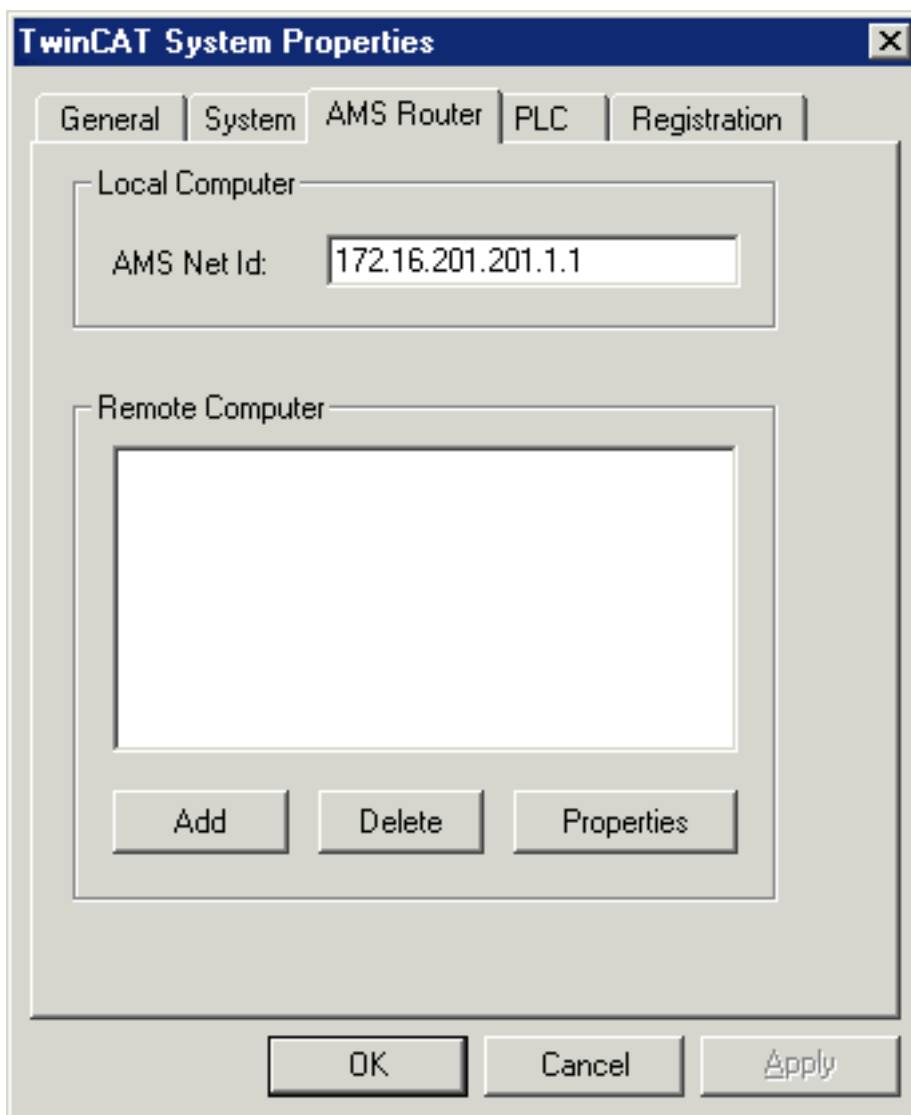 TwinCAT System Properties
General System AMS Router PLC Registration
Local Computer
AMS Net Id: 172.16.201.201.1.1
Remote Computer
Add Delete Properties
OK Cancel Apply